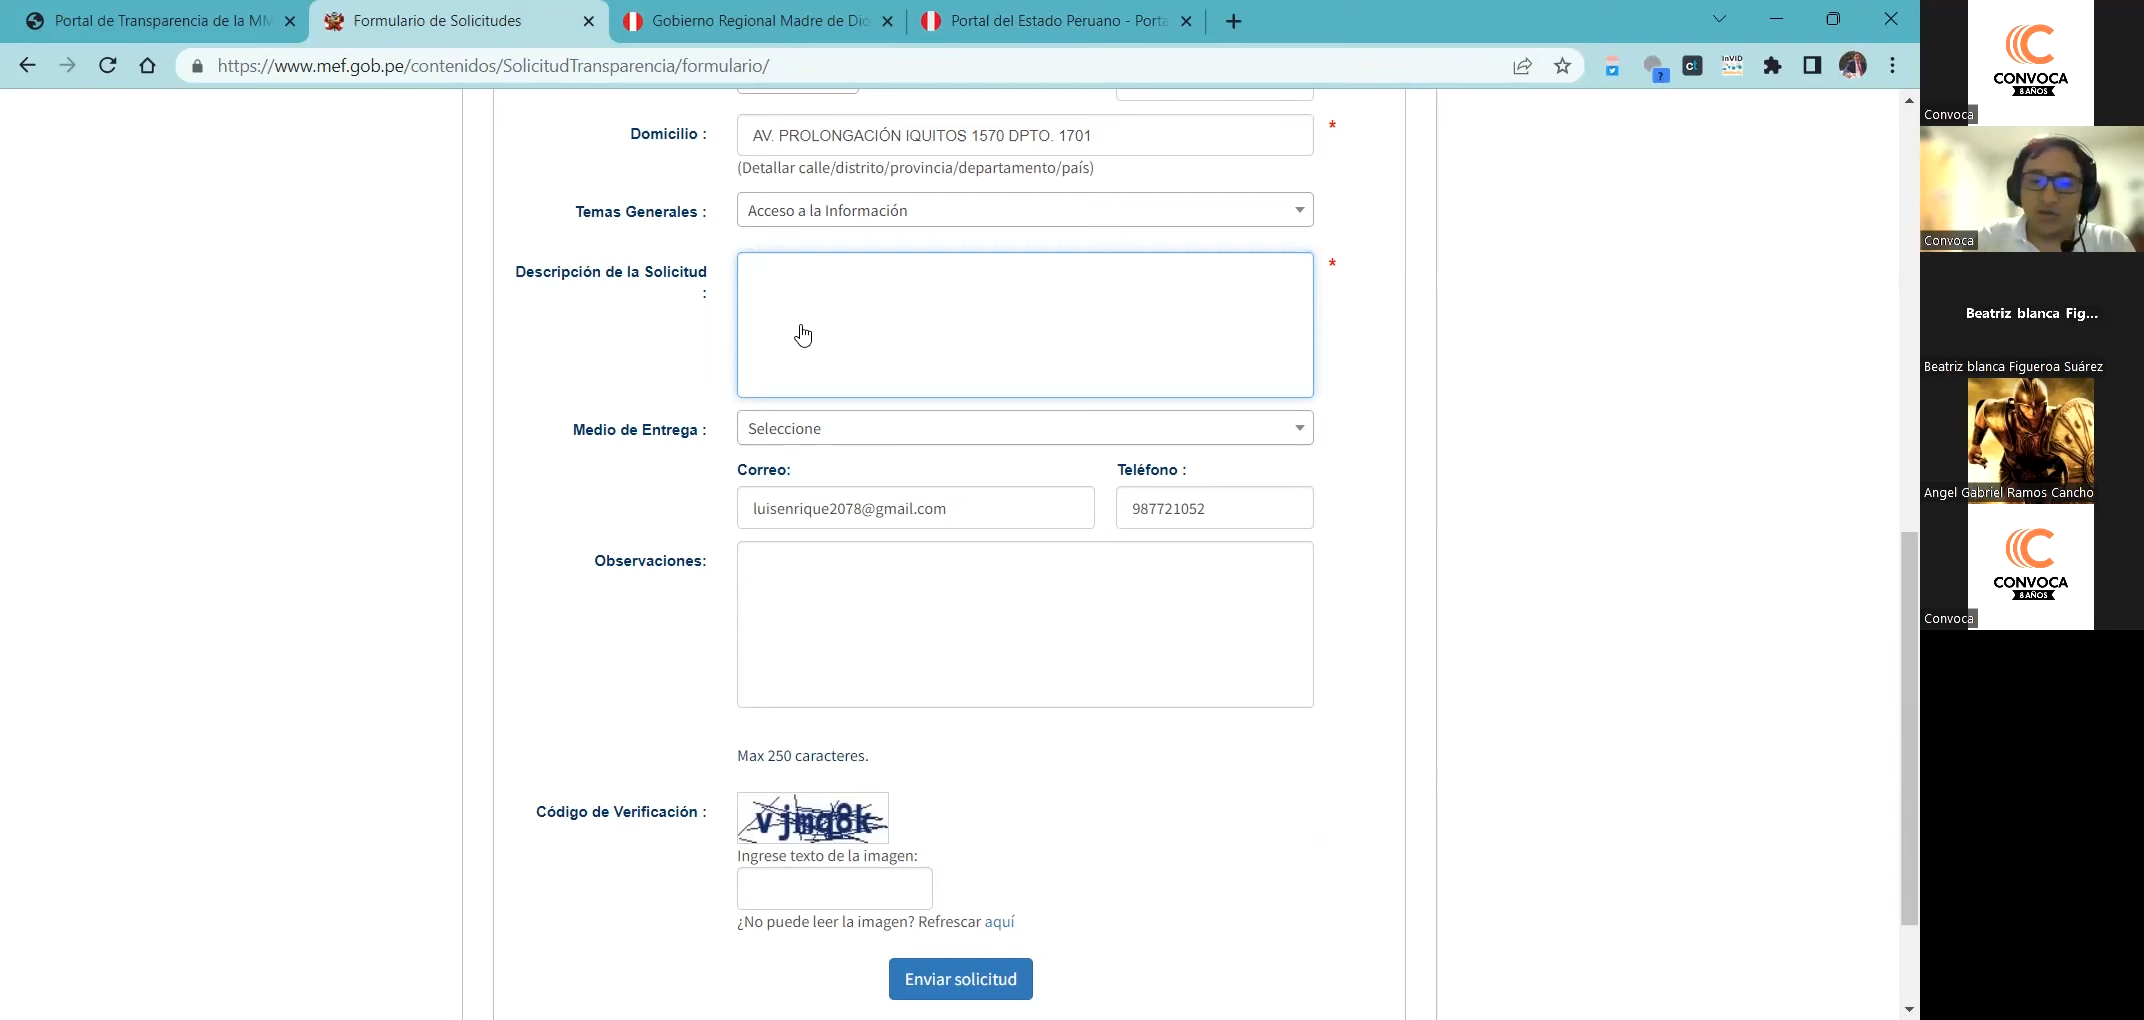 Portal de Transparencia de la MM
Formulario de Solicitudes
Gobierno Regional Madre de Dio
Portal del Estado Peruano - Porta
https://www.mef.gob.pe/contenidos/SolicitudTransparencia/formulario/
?
ct
InVID
Domicilio :
AV. PROLONGACIÓN IQUITOS 1570 DPTO. 1701
*
(Detallar calle/distrito/provincia/departamento/país)
Temas Generales :
Acceso a la Información
Descripción de la Solicitud
:
*
Medio de Entrega :
Seleccione
Correo:
Teléfono :
luisenrique2078@gmail.com
987721052
Observaciones:
Max 250 caracteres.
Código de Verificación :
vjmq8k
Ingrese texto de la imagen:
¿No puede leer la imagen? Refrescar aquí
Enviar solicitud
CONVOCA
8 AÑOS
Convoca
Convoca
Beatriz blanca Fig...
Beatriz blanca Figueroa Suárez
Angel Gabriel Ramos Cancho
CONVOCA
8 AÑOS
Convoca